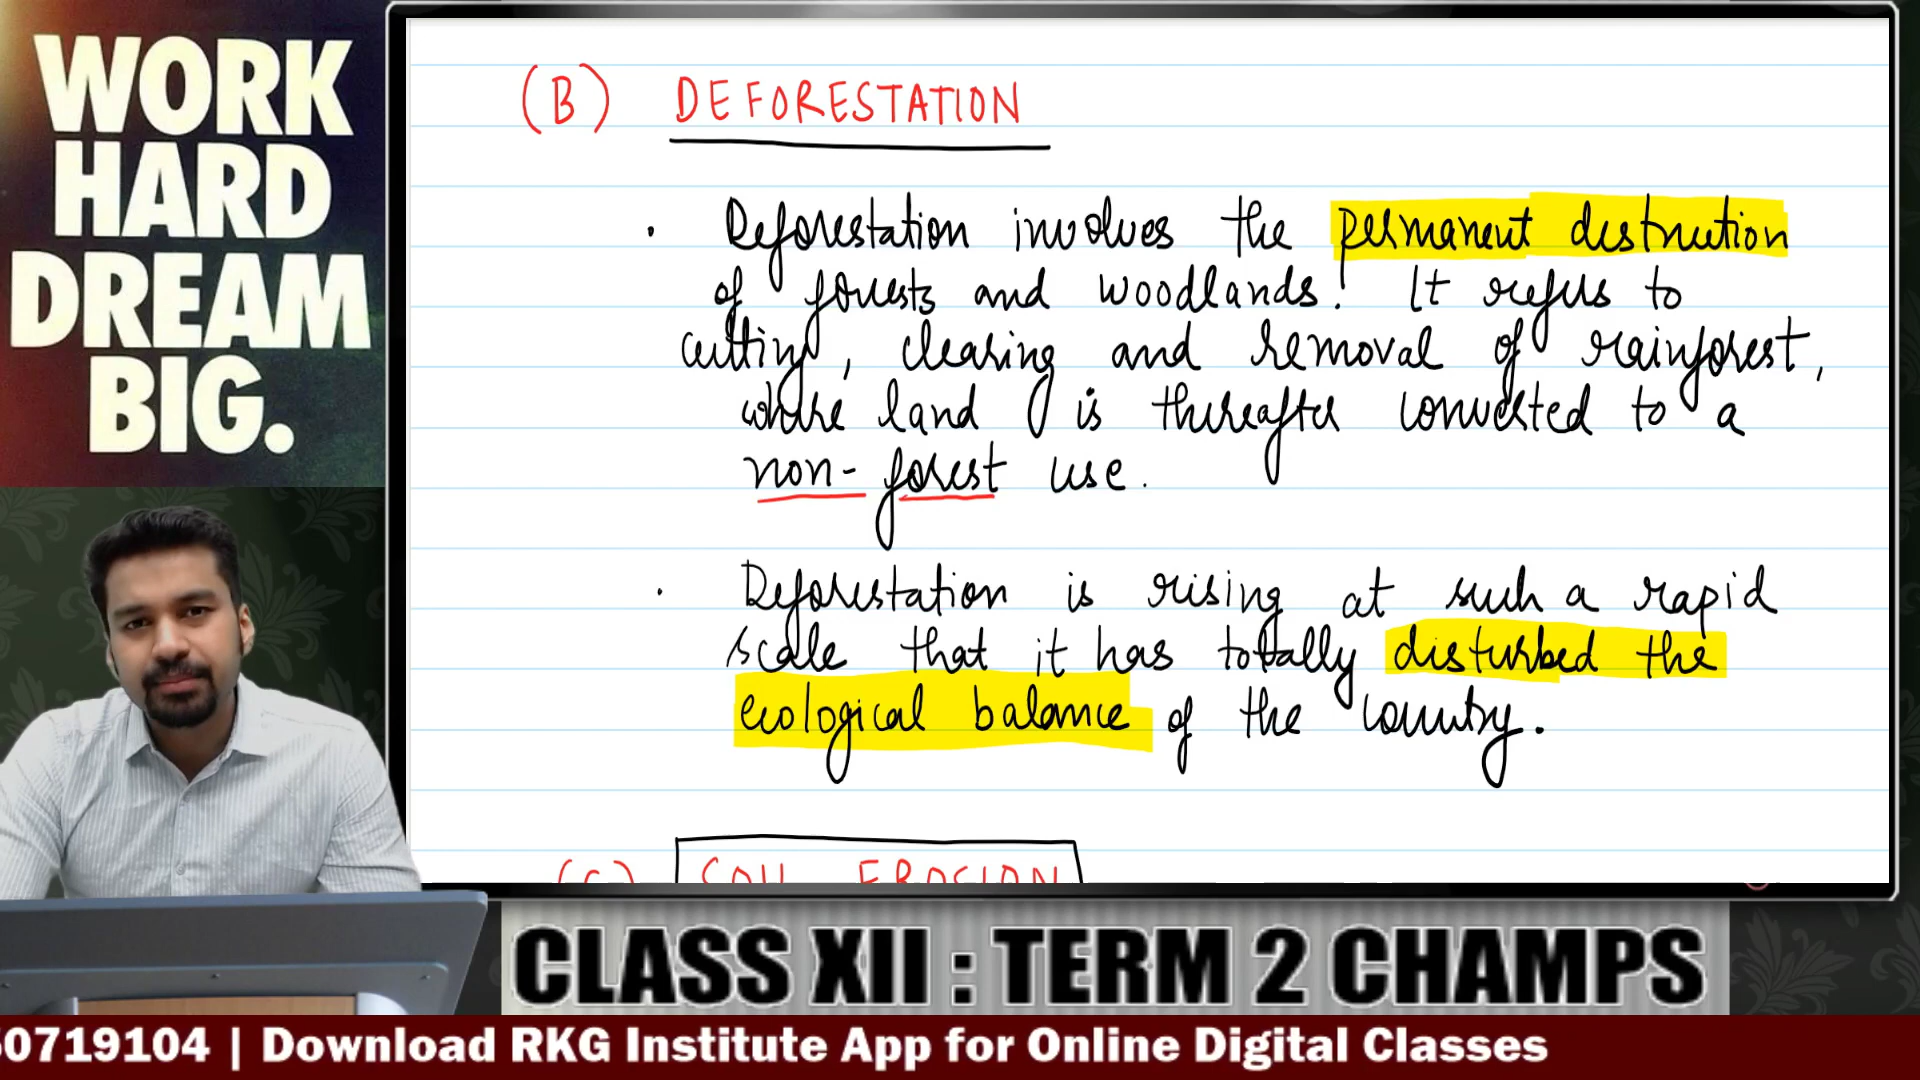 WORK
HARD
DREAM
BIG.
(B) DEFORESTATION
. Deforestation involves the permanent destruction
of forests and woodlands. It refers to
cutting, clearing and removal of rainforest,
where land is thereafter converted to a
non-forest use.
. Deforestation is rising at such a rapid
scale that it has totally disturbed the
ecological balance of the country.
(C) SOIL EROSION
CLASS XII : TERM 2 CHAMPS
0719104 | Download RKG Institute App for Online Digital Classes